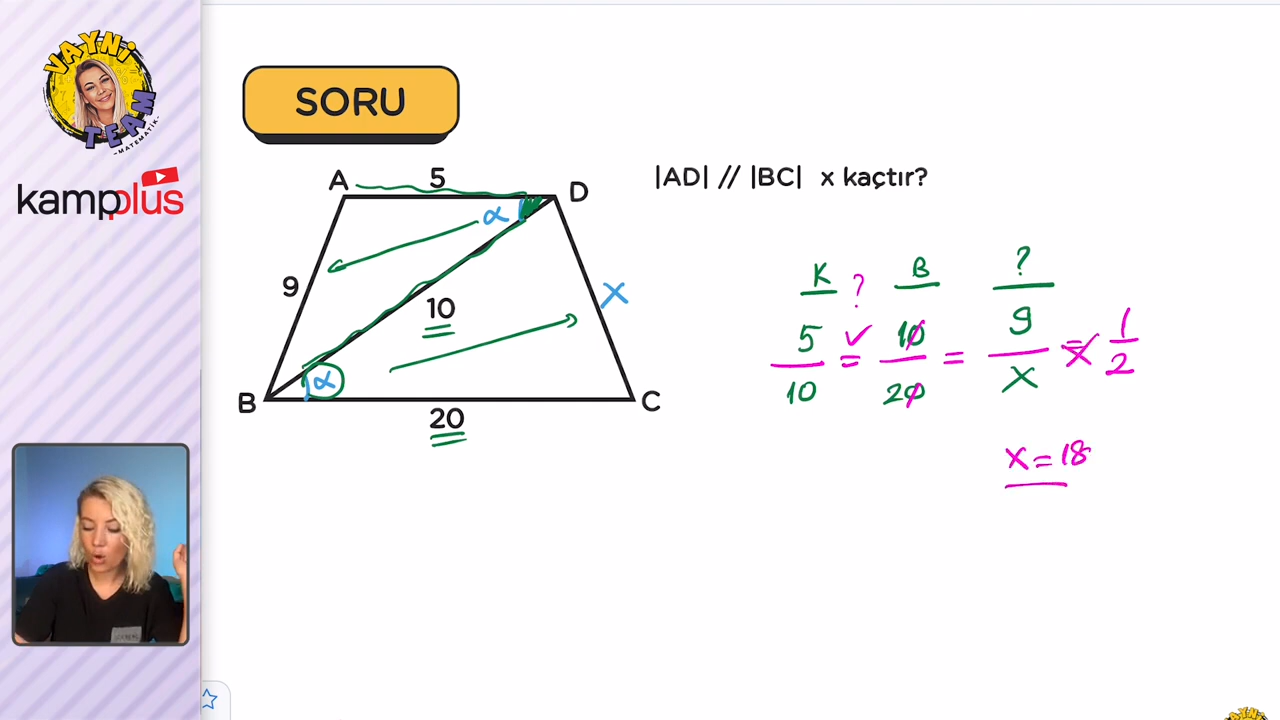 VAYNİ
TEAM
-MATEMATİK-
kampplus
SORU
|AD| // |BC| x kaçtır?
A 5 D
α
9
10
X
α
B 20 C
K ? B ?
5 ✓ 10 9 1
= = = 
10 20 x 2
x = 18